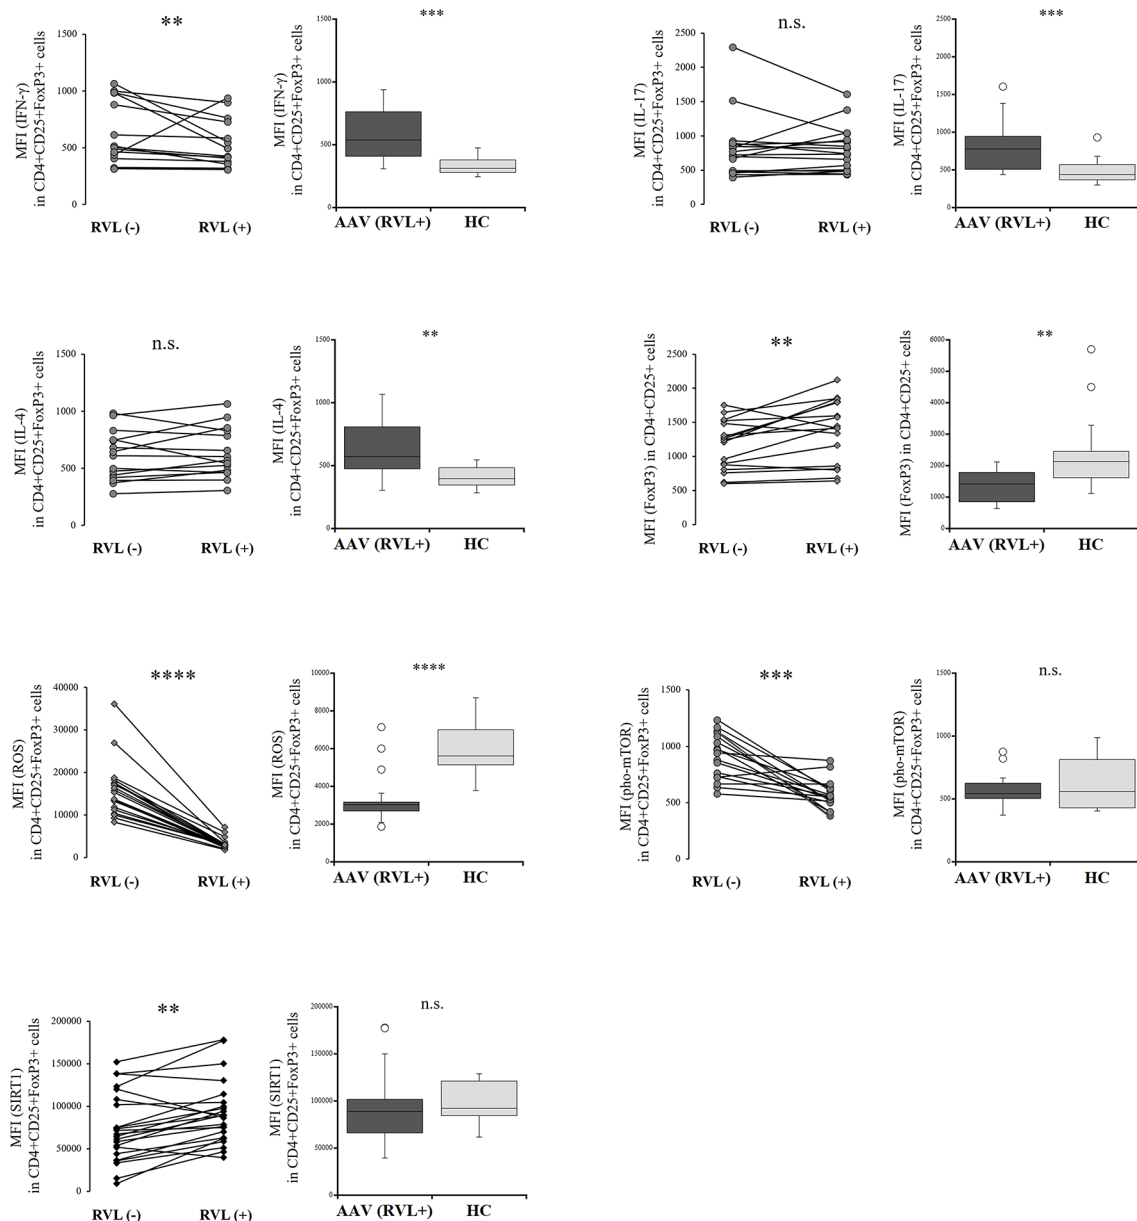 **
MFI (IFN-γ)
in CD4+CD25+FoxP3+ cells
1500
1000
500
0
RVL (-)
RVL (+)
***
MFI (IFN-γ)
in CD4+CD25+FoxP3+ cells
1500
1000
500
0
AAV (RVL+)
HC
n.s.
MFI (IL-17)
in CD4+CD25+FoxP3+ cells
2500
2000
1500
1000
500
0
RVL (-)
RVL (+)
***
MFI (IL-17)
in CD4+CD25+FoxP3+ cells
2500
2000
1500
1000
500
0
AAV (RVL+)
HC
n.s.
MFI (IL-4)
in CD4+CD25+FoxP3+ cells
1500
1000
500
0
RVL (-)
RVL (+)
**
MFI (IL-4)
in CD4+CD25+FoxP3+ cells
1500
1000
500
0
AAV (RVL+)
HC
**
MFI (FoxP3) in CD4+CD25+ cells
2500
2000
1500
1000
500
0
RVL (-)
RVL (+)
**
MFI (FoxP3) in CD4+CD25+ cells
6000
5000
4000
3000
2000
1000
0
AAV (RVL+)
HC
****
MFI (ROS)
in CD4+CD25+FoxP3+ cells
40000
30000
20000
10000
0
RVL (-)
RVL (+)
****
MFI (ROS)
in CD4+CD25+FoxP3+ cells
10000
8000
6000
4000
2000
0
AAV (RVL+)
HC
***
MFI (pho-mTOR)
in CD4+CD25+FoxP3+ cells
1500
1000
500
0
RVL (-)
RVL (+)
n.s.
MFI (pho-mTOR)
in CD4+CD25+FoxP3+ cells
1500
1000
500
0
AAV (RVL+)
HC
**
MFI (SIRT1)
in CD4+CD25+FoxP3+ cells
200000
150000
100000
50000
0
RVL (-)
RVL (+)
n.s.
MFI (SIRT1)
in CD4+CD25+FoxP3+ cells
200000
150000
100000
50000
0
AAV (RVL+)
HC